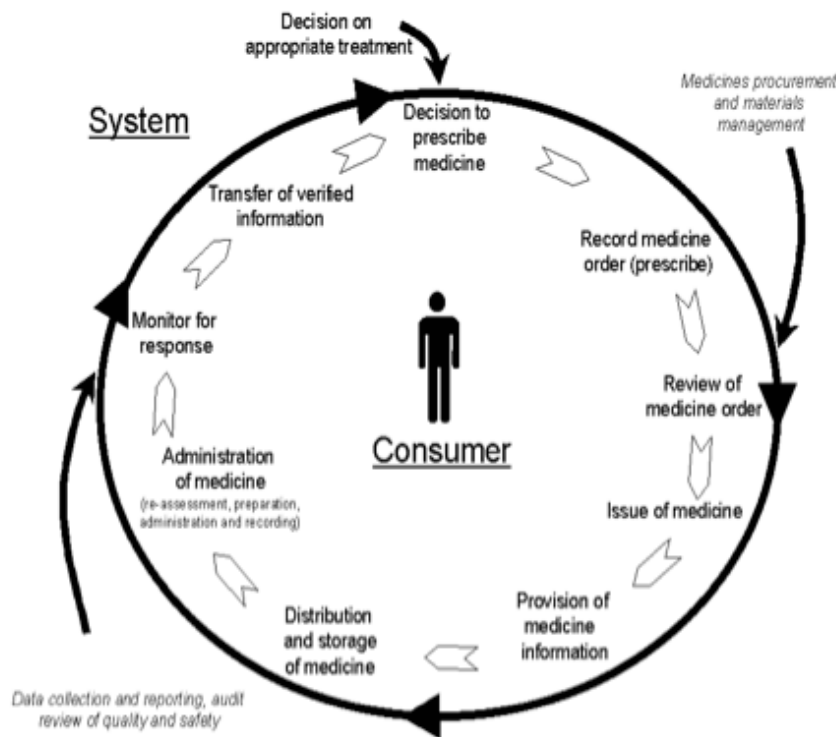 Decision on
appropriate treatment
Medicines procurement
and materials
management
System
Decision to
prescribe
medicine
Transfer of verified
information
Record medicine
order (prescribe)
Monitor for
response
Review of
medicine order
Consumer
Administration
of medicine
(re-assessment, preparation,
administration and recording)
Issue of medicine
Provision of
medicine
information
Distribution
and storage
of medicine
Data collection and reporting, audit
review of quality and safety